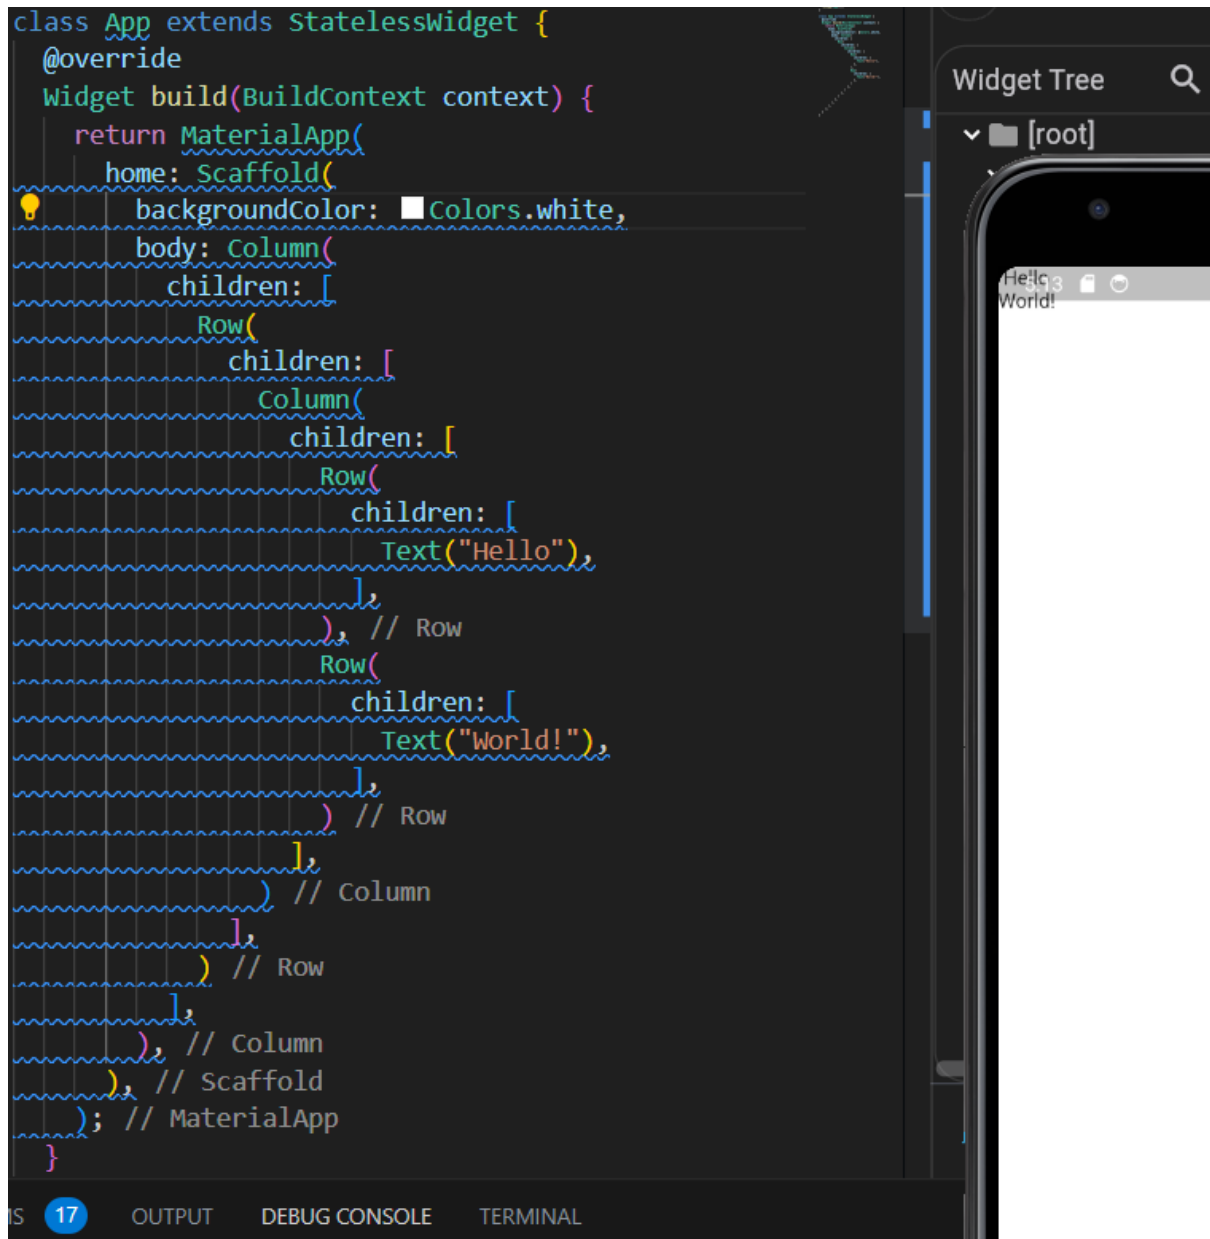 class App extends StatelessWidget {
@override
Widget build(BuildContext context) {
return MaterialApp(
home: Scaffold(
backgroundColor: Colors.white,
body: Column(
children: [
Row(
children: [
Column(
children: [
Row(
children: [
Text("Hello"),
],
), // Row
Row(
children: [
Text("World!"),
],
) // Row
],
) // Column
],
) // Row
],
), // Column
), // Scaffold
); // MaterialApp
}
17 OUTPUT DEBUG CONSOLE TERMINAL
Widget Tree
[root]
Hello
World!